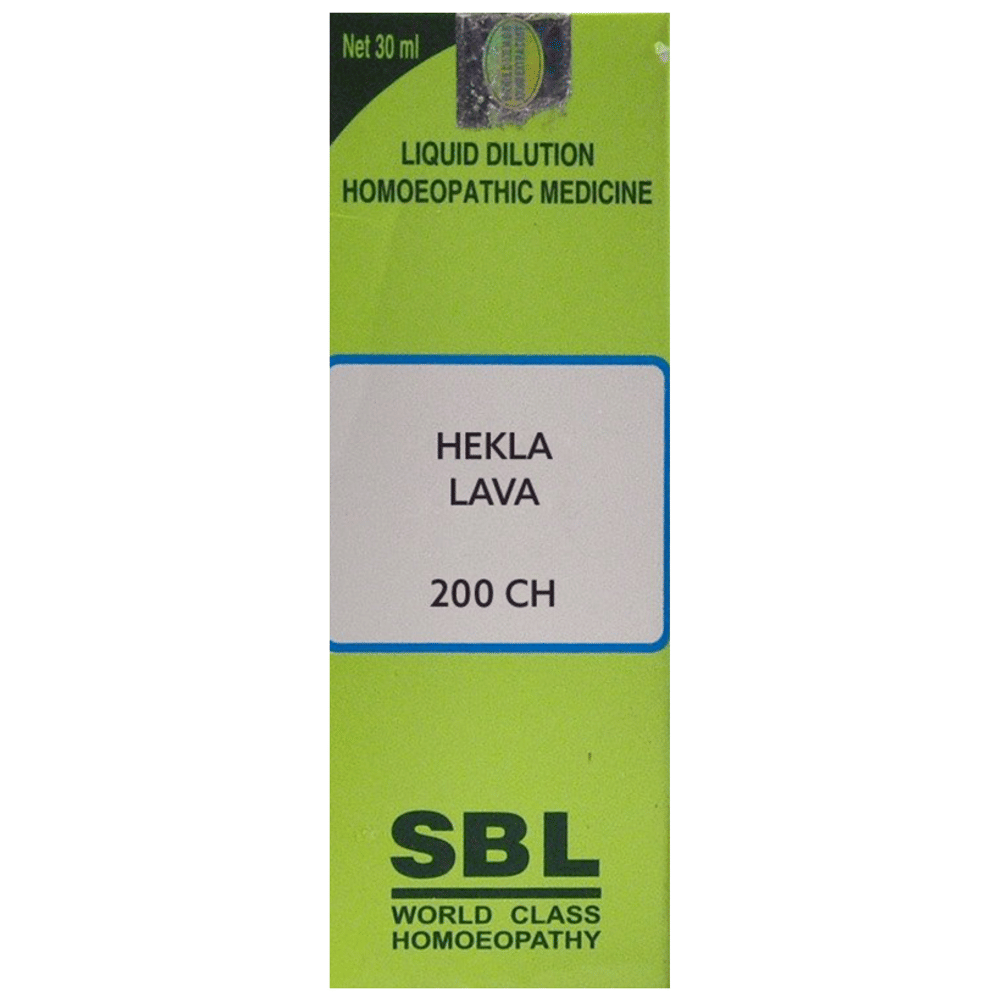 Net 30 ml
LIQUID DILUTION
HOMOEOPATHIC MEDICINE
HEKLA
LAVA
200 CH
SBL
WORLD CLASS
HOMOEOPATHY